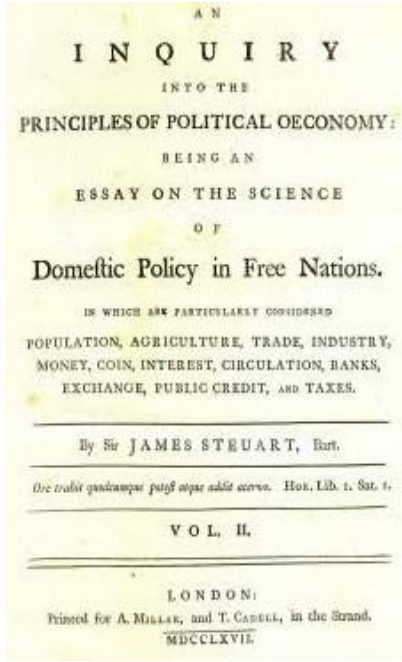 AN
INQUIRY
INTO THE
PRINCIPLES OF POLITICAL OECONOMY:
BEING AN
ESSAY ON THE SCIENCE
OF
Domeſtic Policy in Free Nations.
IN WHICH ARE PARTICULARLY CONSIDERED
POPULATION, AGRICULTURE, TRADE, INDUSTRY,
MONEY, COIN, INTEREST, CIRCULATION, BANKS,
EXCHANGE, PUBLIC CREDIT, AND TAXES.
By Sir JAMES STEUART, Bart.
Ore trahit quodcumque poteſt atque addit acervo. HOR. Lib. 1. Sat. 1.
VOL. II.
LONDON:
Printed for A. MILLAR, and T. CADELL, in the Strand.
MDCCLXVII.